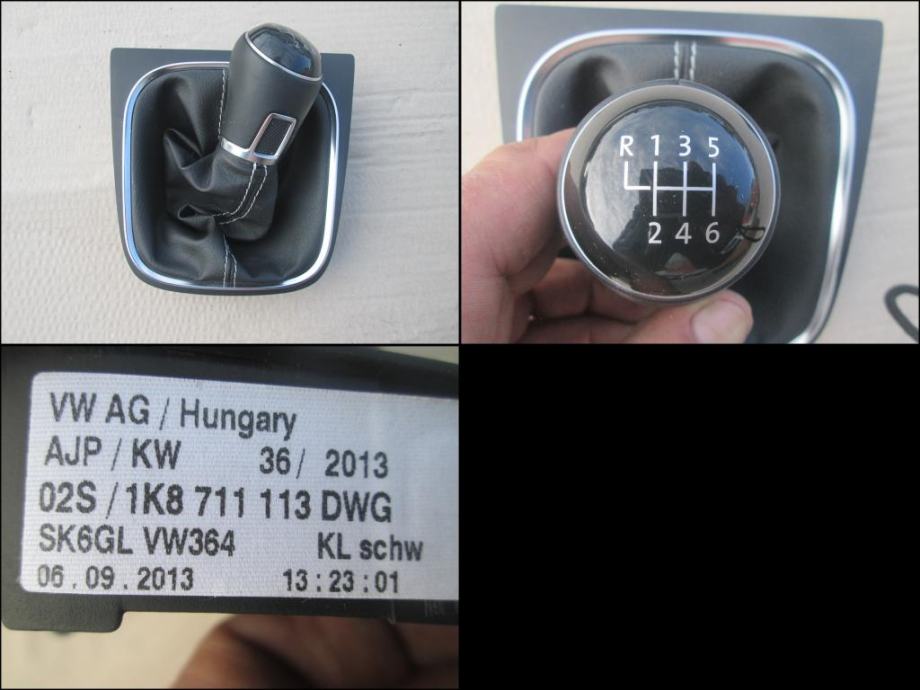 R 1 3 5
2 4 6
VW AG / Hungary
AJP / KW 36 / 2013
02S / 1K8 711 113 DWG
SK6GL VW364 KL schw
06.09.2013 13:23:01